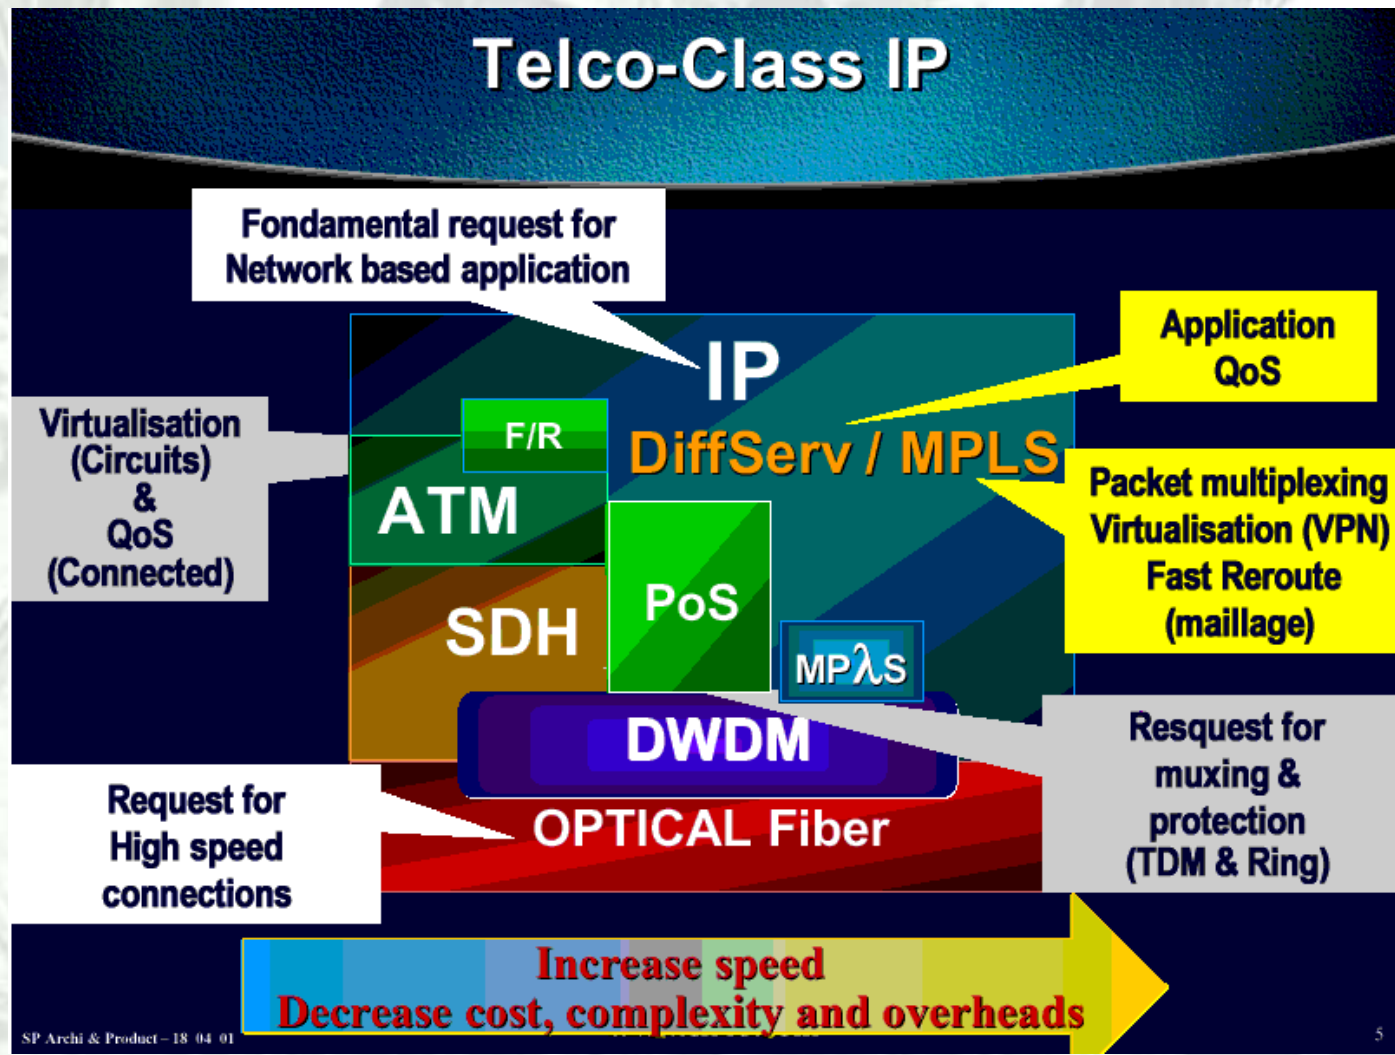 Telco-Class IP
Fondamental request for
Network based application
IP
Application
QoS
Virtualisation
(Circuits)
&
QoS
(Connected)
F/R
DiffServ / MPLS
ATM
Packet multiplexing
Virtualisation (VPN)
Fast Reroute
(maillage)
PoS
SDH
MPλS
DWDM
Resquest for
muxing &
protection
(TDM & Ring)
Request for
High speed
connections
OPTICAL Fiber
Increase speed
Decrease cost, complexity and overheads
SP Archi & Product – 18 04 01
5